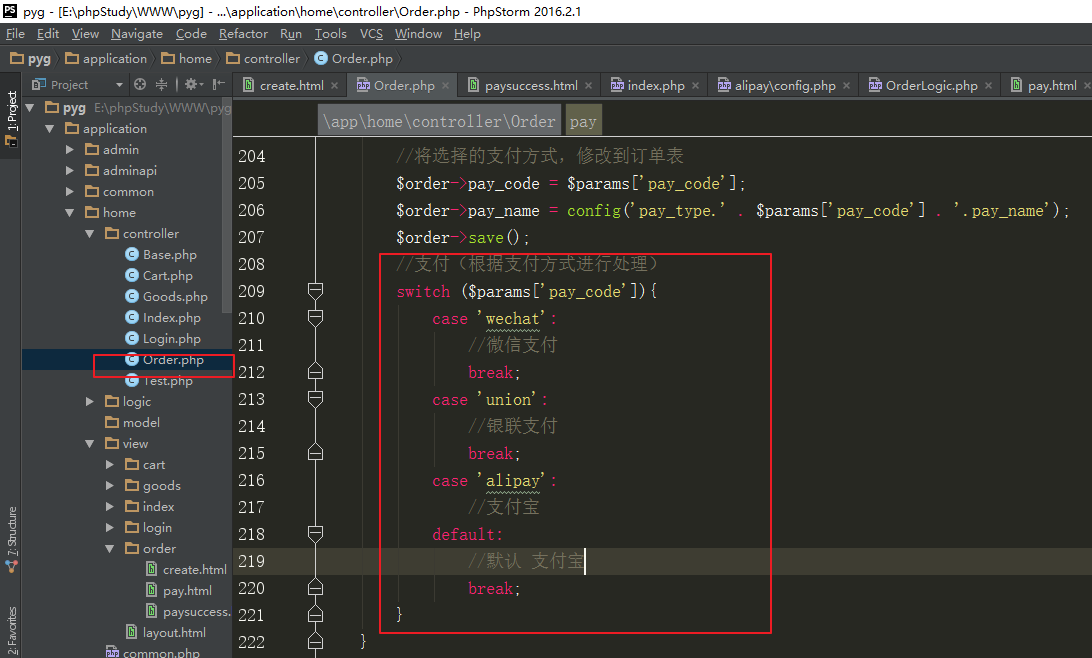 pyg - [E:\phpStudy\WWW\pyg] - ...\application\home\controller\Order.php - PhpStorm 2016.2.1
File Edit View Navigate Code Refactor Run Tools VCS Window Help
pyg application home controller Order.php
Project
create.html Order.php paysuccess.html index.php alipay\config.php OrderLogic.php pay.html
1: Project
7: Structure
2: Favorites
pyg E:\phpStudy\WWW\pyg
application
admin
adminapi
common
home
controller
Base.php
Cart.php
Goods.php
Index.php
Login.php
Order.php
Test.php
logic
model
view
cart
goods
index
login
order
create.html
pay.html
paysuccess.
layout.html
common.php
\app\home\controller\Order pay
204 //将选择的支付方式，修改到订单表
205 $order->pay_code = $params['pay_code'];
206 $order->pay_name = config('pay_type.' . $params['pay_code'] . '.pay_name');
207 $order->save();
208 //支付（根据支付方式进行处理）
209 switch ($params['pay_code']){
210 case 'wechat':
211 //微信支付
212 break;
213 case 'union':
214 //银联支付
215 break;
216 case 'alipay':
217 //支付宝
218 default:
219 //默认 支付宝
220 break;
221 }
222 }